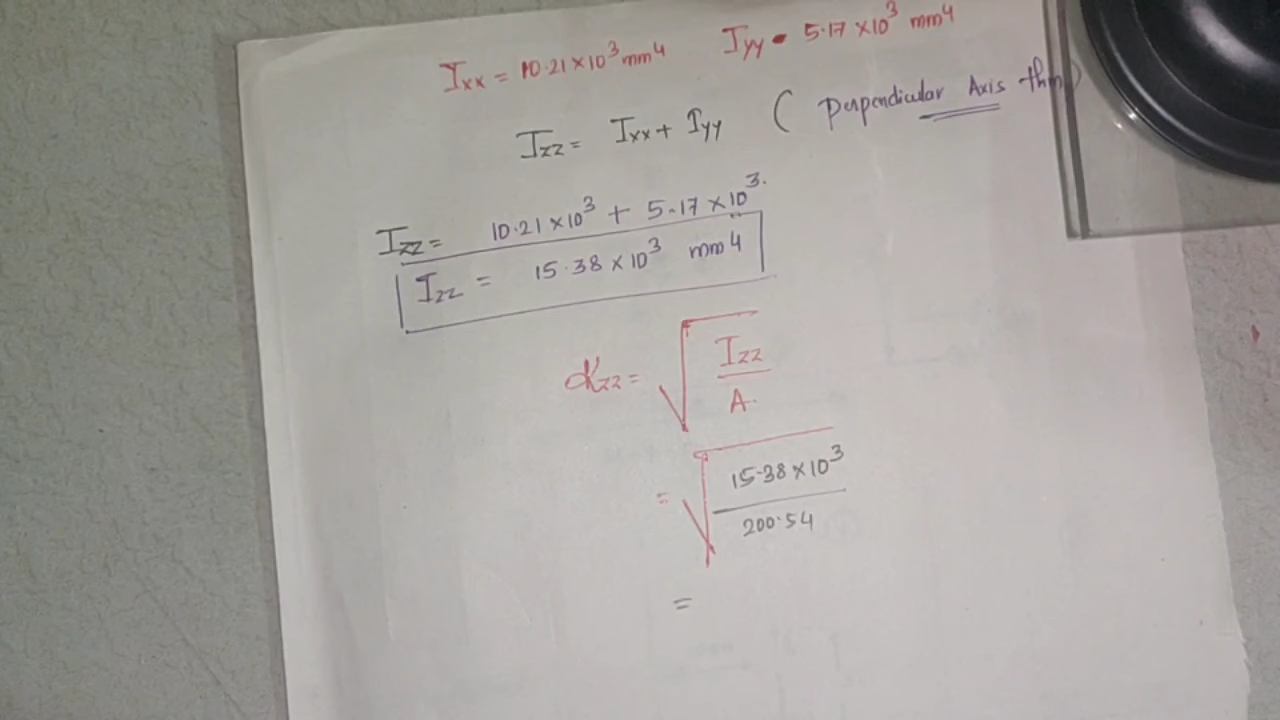 Ixx = 10.21 × 10³ mm⁴ Iyy = 5.17 × 10³ mm⁴
Izz = Ixx + Iyy ( Perpendicular Axis thm )
Izz = 10.21 × 10³ + 5.17 × 10³.
Izz = 15.38 × 10³ mm⁴
Kzz = √(Izz / A.)
= √(15.38 × 10³ / 200.54)
=